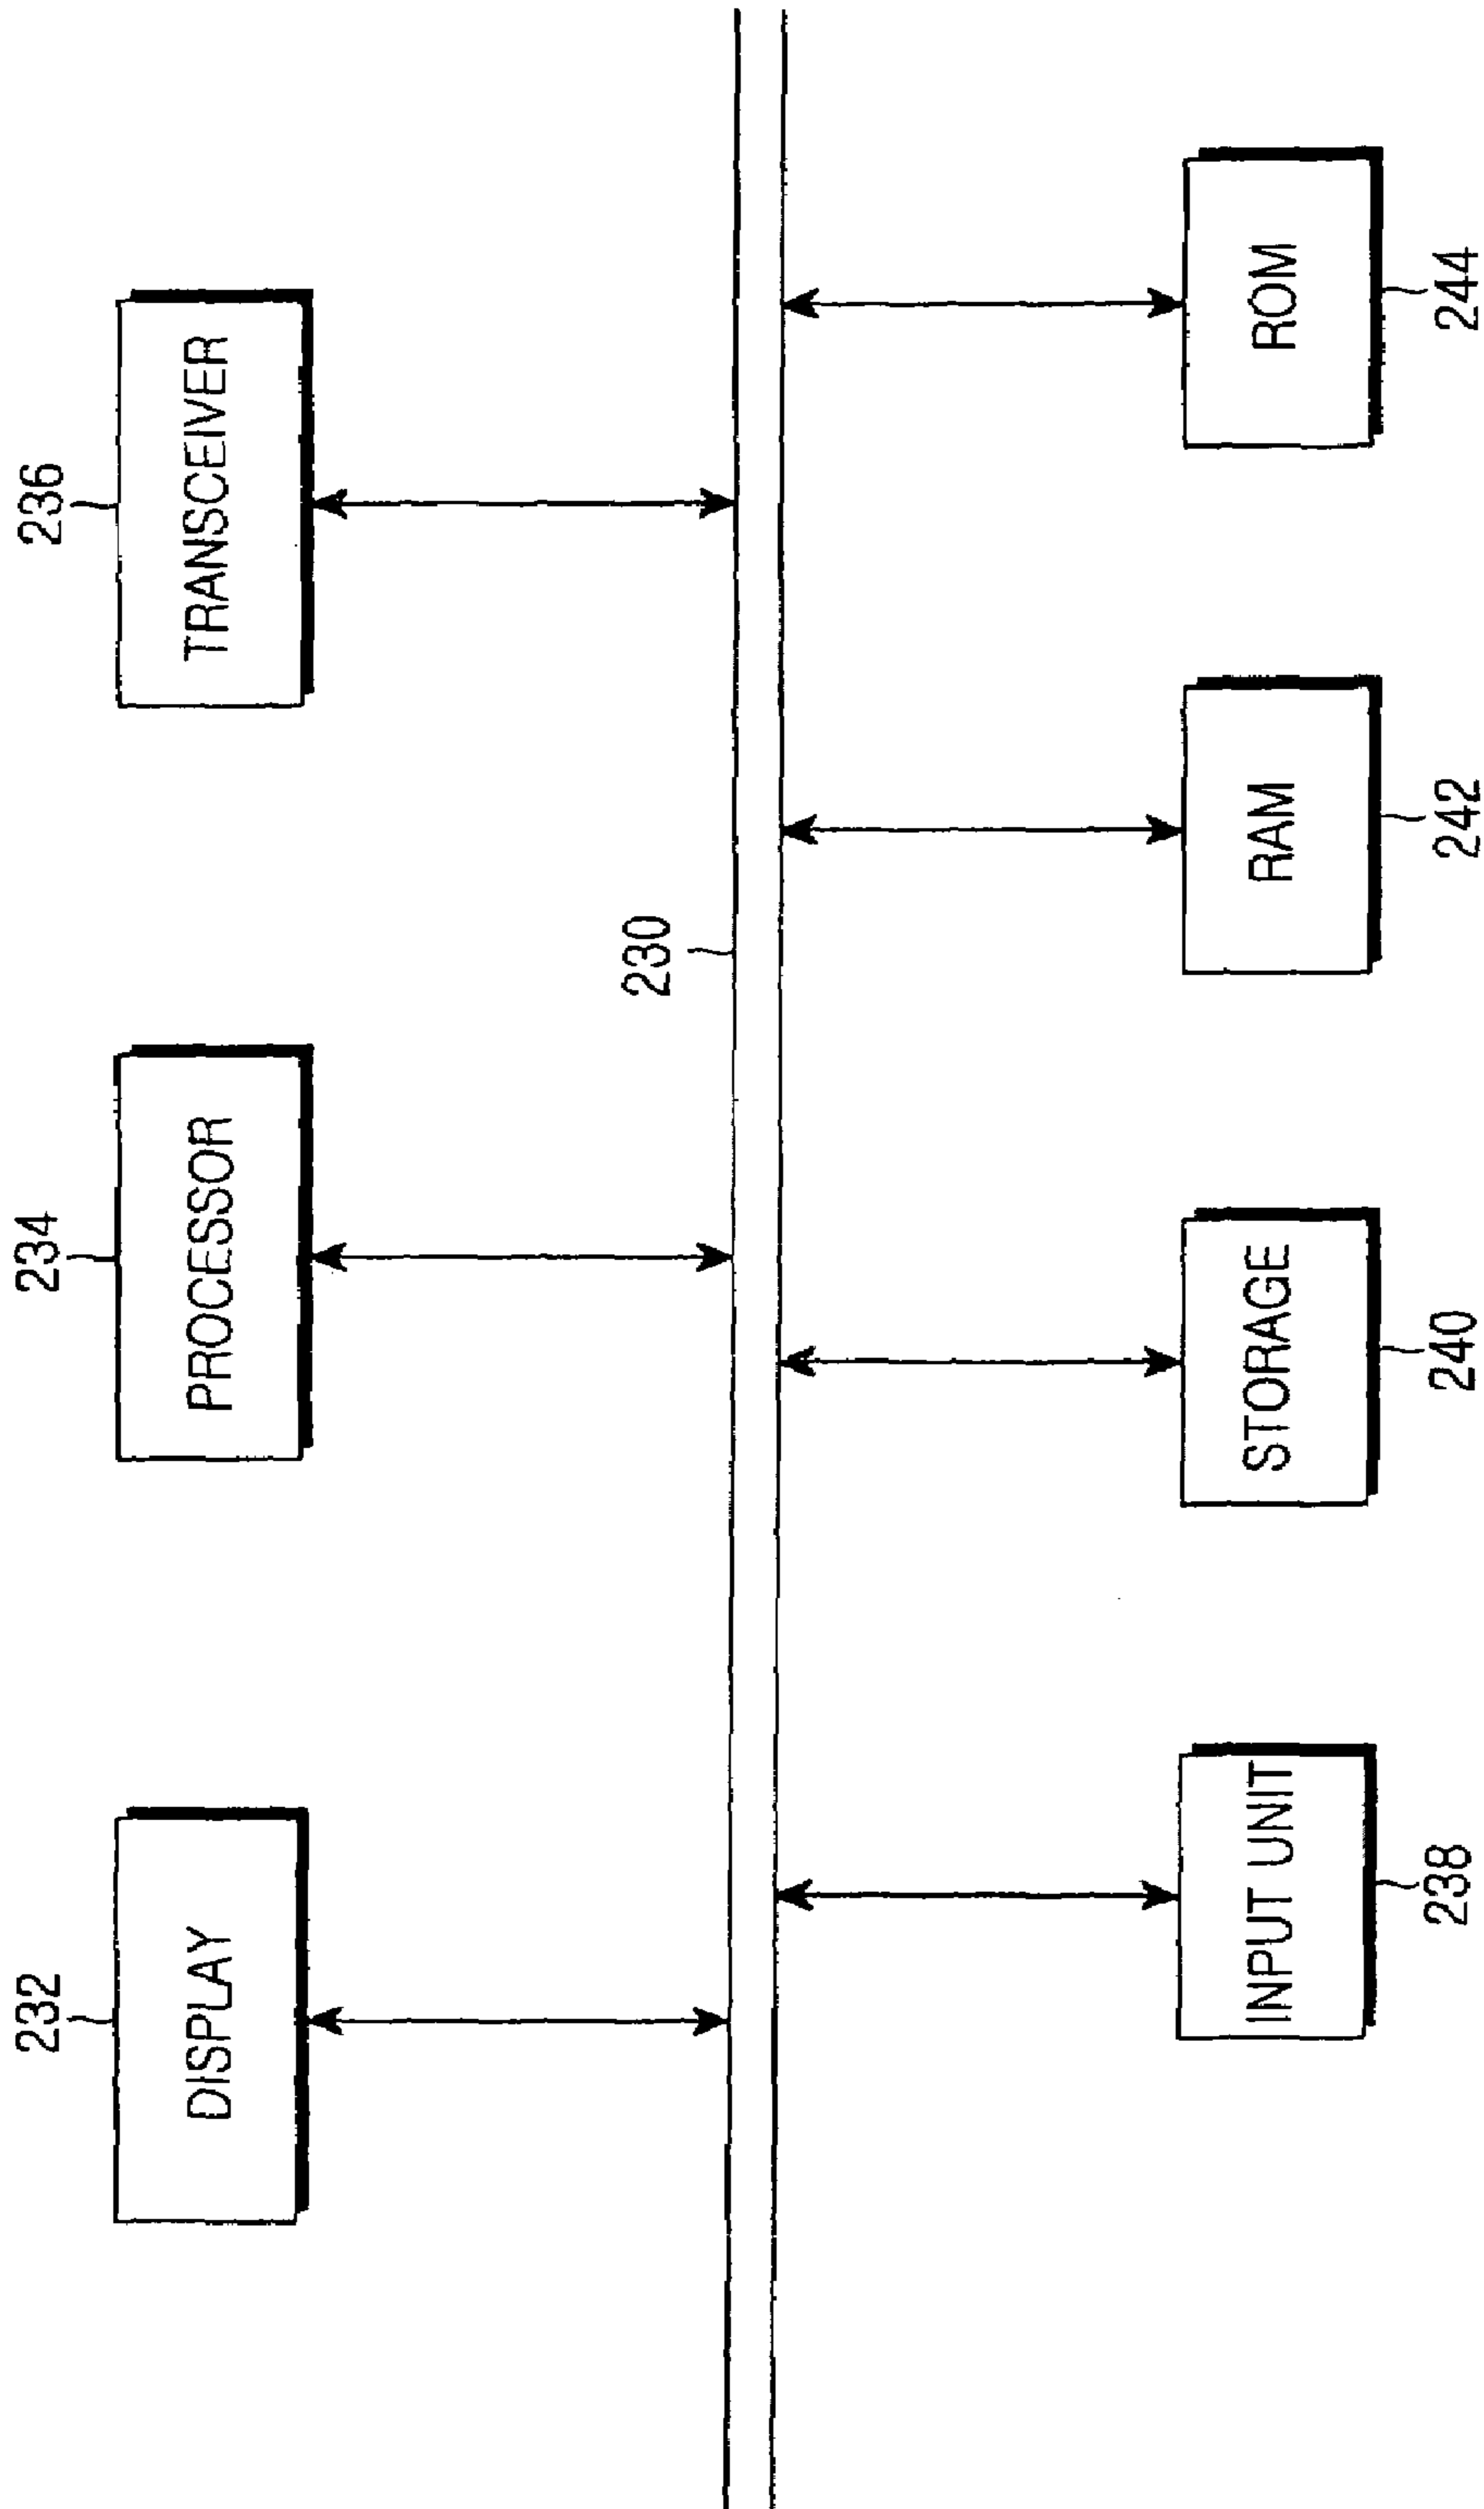 232
234
236
DISPLAY
PROCESSOR
TRANSCEIVER
230
INPUT UNIT
STORAGE
RAM
ROM
238
240
242
244